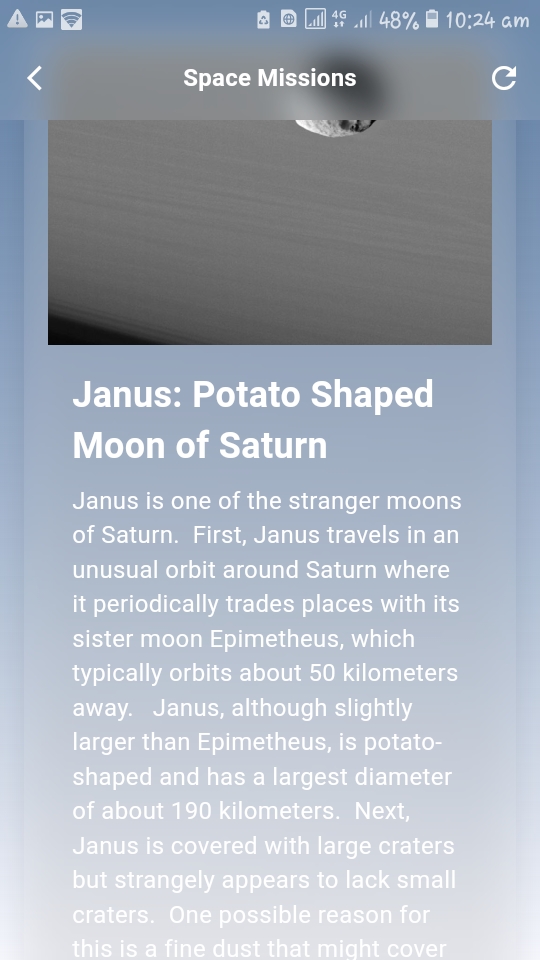 4G
48%
10:24 am
Space Missions
Janus: Potato Shaped
Moon of Saturn
Janus is one of the stranger moons
of Saturn.  First, Janus travels in an
unusual orbit around Saturn where
it periodically trades places with its
sister moon Epimetheus, which
typically orbits about 50 kilometers
away.   Janus, although slightly
larger than Epimetheus, is potato-
shaped and has a largest diameter
of about 190 kilometers.  Next,
Janus is covered with large craters
but strangely appears to lack small
craters.  One possible reason for
this is a fine dust that might cover